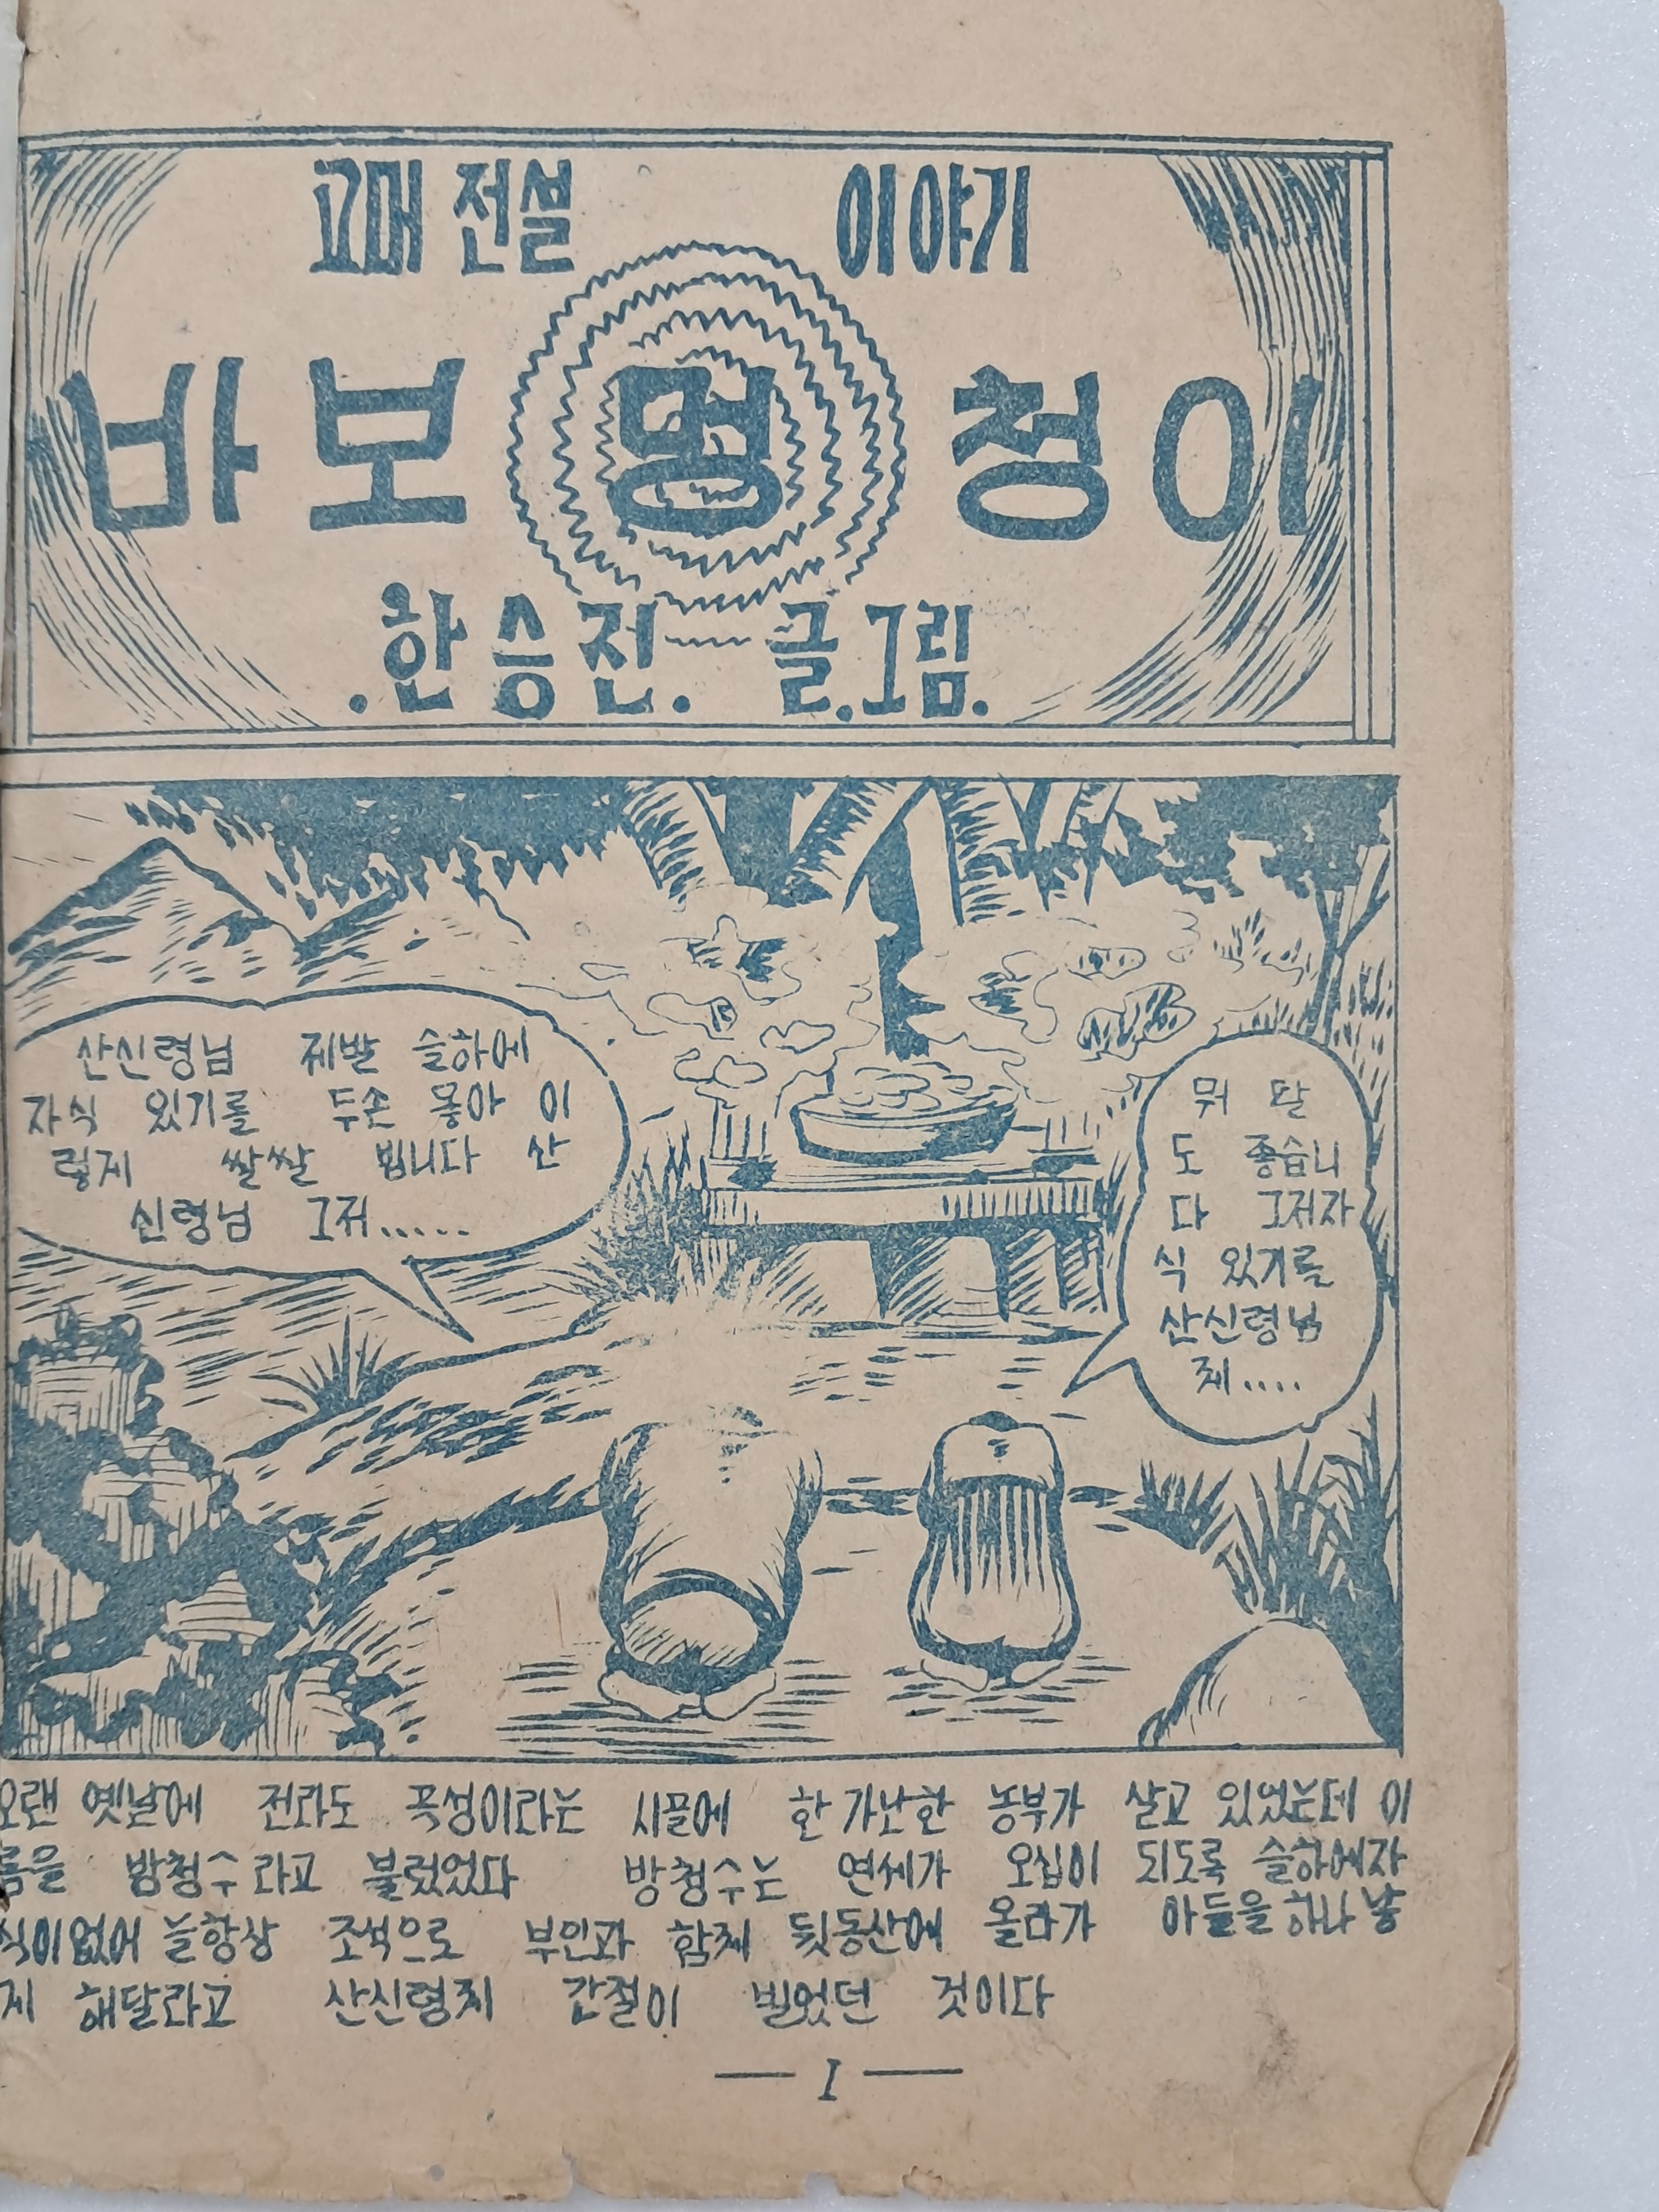 고대 전설 이야기
바보 멍청이
.한승진. 글.그림.
산신령님 제발 슬하에
자식 있기를 두손 몽아 이
렇게 쌀쌀 빕니다 산
신령님 그저.....
뭐 딸
도 좋습니
다 그저자
식 있기를
산신령님
제....
오랜 옛날에 전라도 곡성이라는 시골에 한 가난한 농부가 살고 있었는데 이
름을 방청수라고 불렀었다 방청수는 연세가 오십이 되도록 슬하에자
식이없어 늘항상 조석으로 부인과 함께 뒷동산에 올라가 아들을하나 낳
게 해달라고 산신령께 간절이 빌었던 것이다
— 1 —